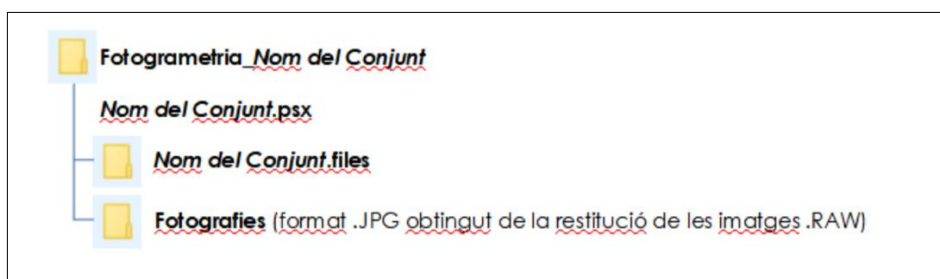 Fotogrametria_Nom del Conjunt
Nom del Conjunt.psx
Nom del Conjunt.files
Fotografies (format .JPG obtingut de la restitució de les imatges .RAW)